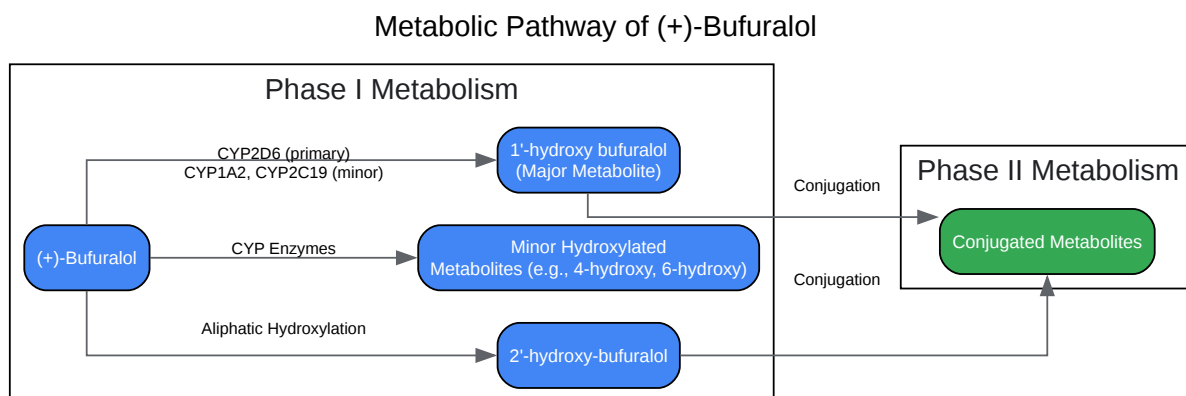 Metabolic Pathway of (+)-Bufuralol
Phase I Metabolism
CYP2D6 (primary)
CYP1A2, CYP2C19 (minor)
1'-hydroxy bufuralol
(Major Metabolite)
Conjugation
Phase II Metabolism
(+)-Bufuralol
CYP Enzymes
Minor Hydroxylated
Metabolites (e.g., 4-hydroxy, 6-hydroxy)
Conjugated Metabolites
Conjugation
Aliphatic Hydroxylation
2'-hydroxy-bufuralol